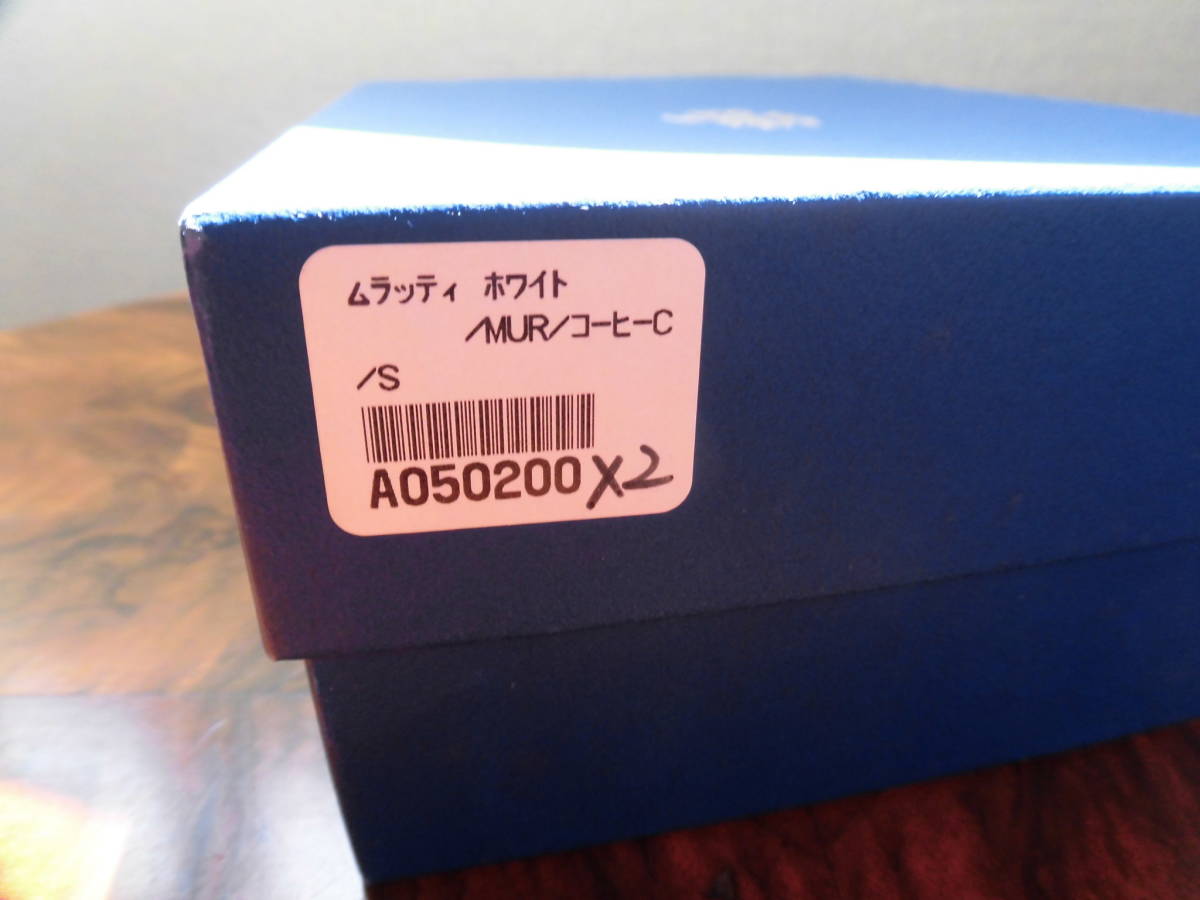 ムラッティ ホワイト
/MUR/コーヒーC
/S
A050200 X2